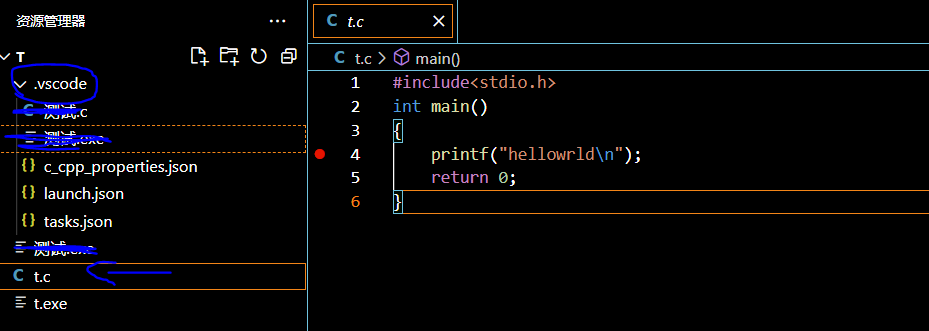 资源管理器 ···
T
.vscode
C 测试.c
测试.exe
{} c_cpp_properties.json
{} launch.json
{} tasks.json
测试.exe
C t.c
t.exe
C t.c ×
C t.c > main()
1 #include<stdio.h>
2 int main()
3 {
4 printf("hellowrld\n");
5 return 0;
6 }